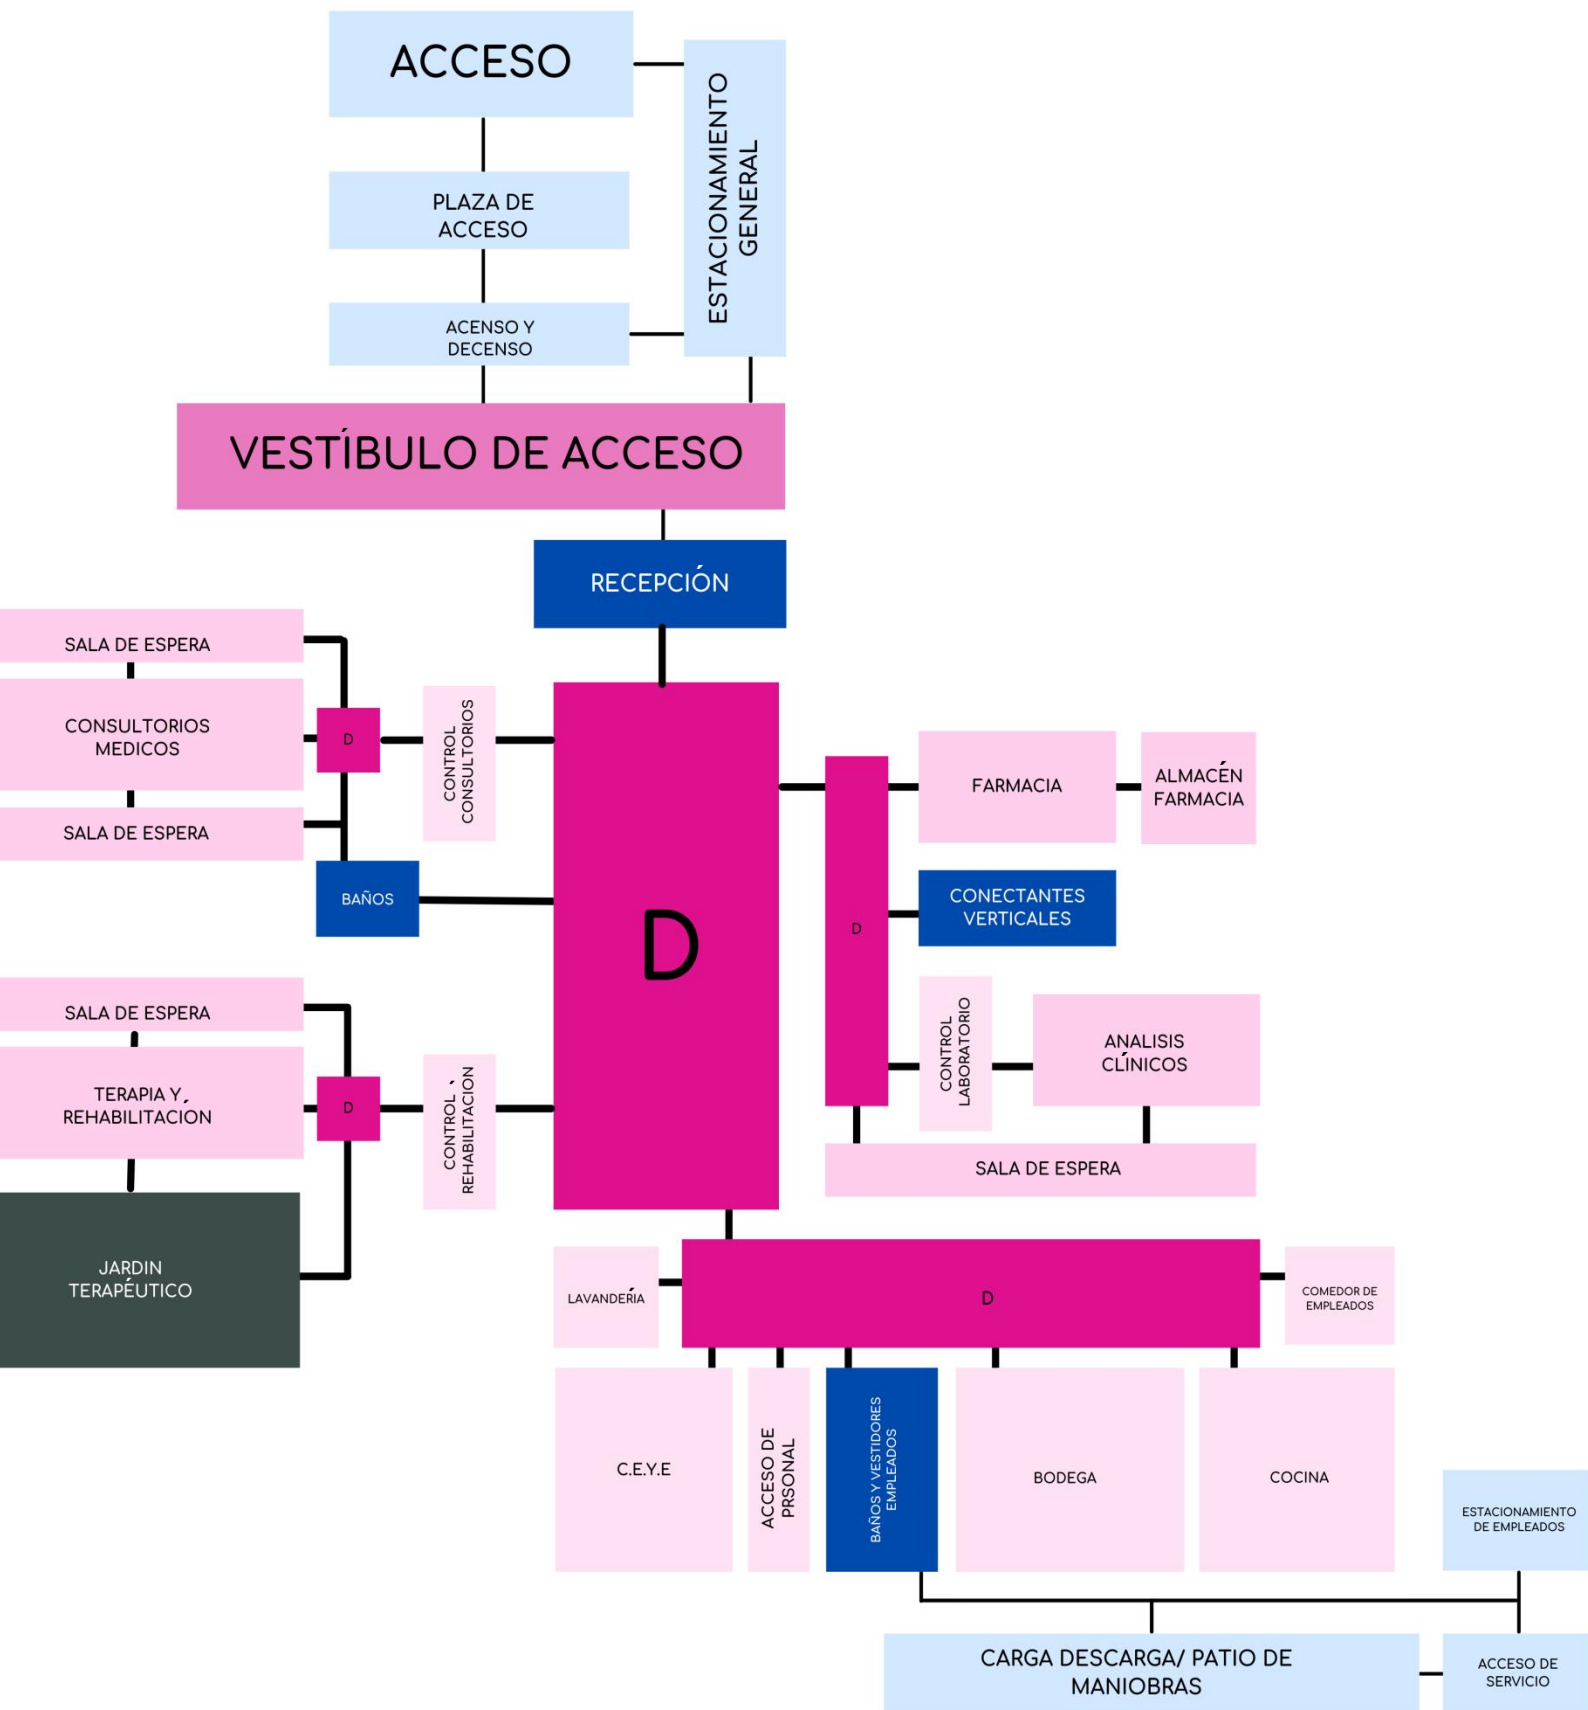 ACCESO
ESTACIONAMIENTO
GENERAL
PLAZA DE
ACCESO
ACENSO Y
DECENSO
VESTÍBULO DE ACCESO
RECEPCIÓN
SALA DE ESPERA
CONSULTORIOS
MEDICOS
D
CONTROL
CONSULTORIOS
SALA DE ESPERA
BAÑOS
D
D
FARMACIA
ALMACÉN
FARMACIA
CONECTANTES
VERTICALES
CONTROL
LABORATORIO
ANALISIS
CLÍNICOS
SALA DE ESPERA
SALA DE ESPERA
TERAPIA Y
REHABILITACIÓN
D
CONTROL
REHABILITACIÓN
JARDIN
TERAPÉUTICO
LAVANDERÍA
D
COMEDOR DE
EMPLEADOS
C.E.Y.E
ACCESO DE
PRSONAL
BAÑOS Y VESTIDORES
EMPLEADOS
BODEGA
COCINA
ESTACIONAMIENTO
DE EMPLEADOS
CARGA DESCARGA/ PATIO DE
MANIOBRAS
ACCESO DE
SERVICIO